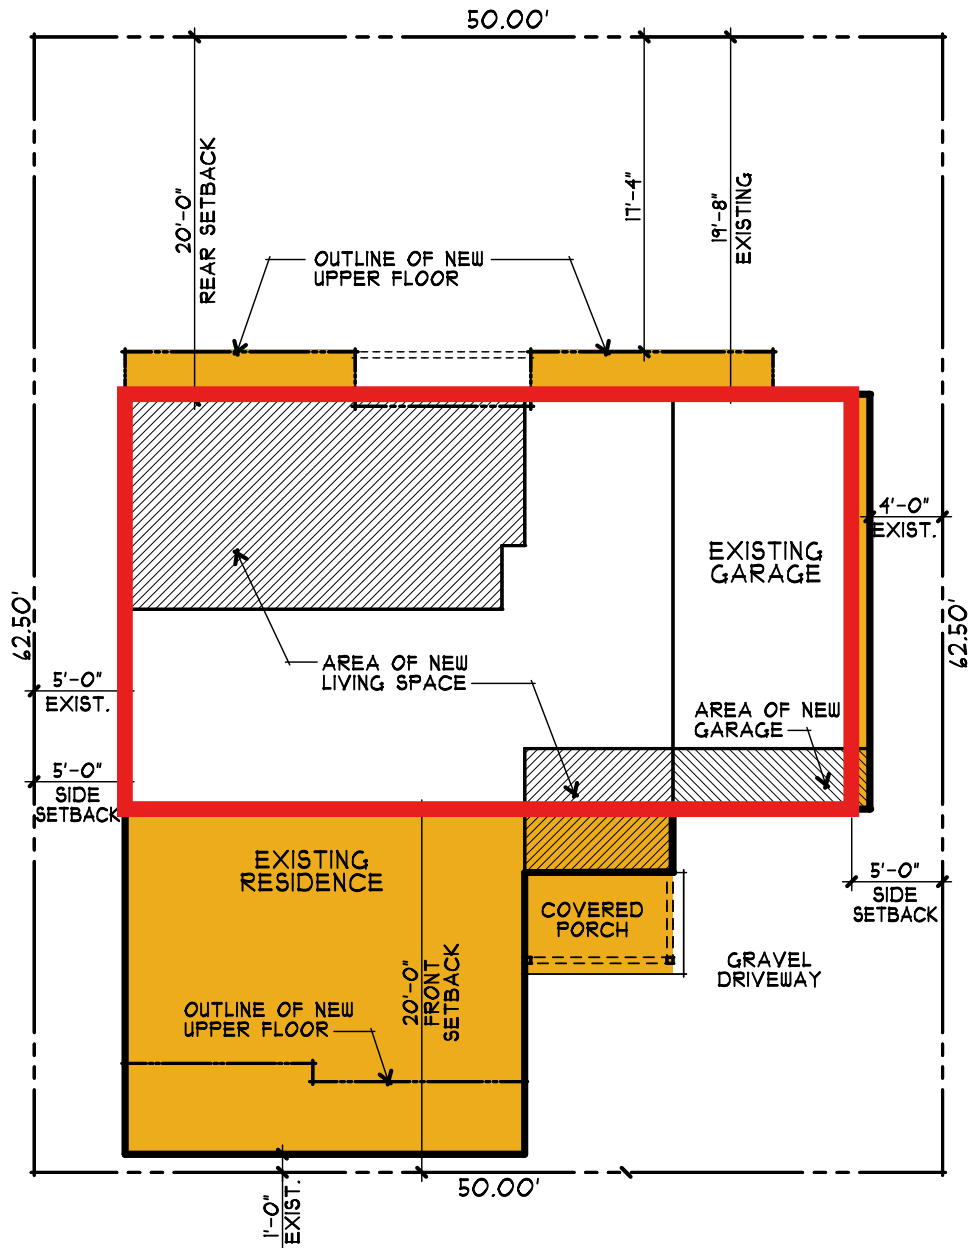 50.00'
20'-0"
REAR SETBACK
17'-4"
19'-8"
EXISTING
OUTLINE OF NEW
UPPER FLOOR
4'-0"
EXIST.
EXISTING
GARAGE
62.50'
62.50'
AREA OF NEW
LIVING SPACE
5'-0"
EXIST.
AREA OF NEW
GARAGE
5'-0"
SIDE
SETBACK
EXISTING
RESIDENCE
5'-0"
SIDE
SETBACK
COVERED
PORCH
GRAVEL
DRIVEWAY
20'-0"
FRONT
SETBACK
OUTLINE OF NEW
UPPER FLOOR
50.00'
1'-0"
EXIST.